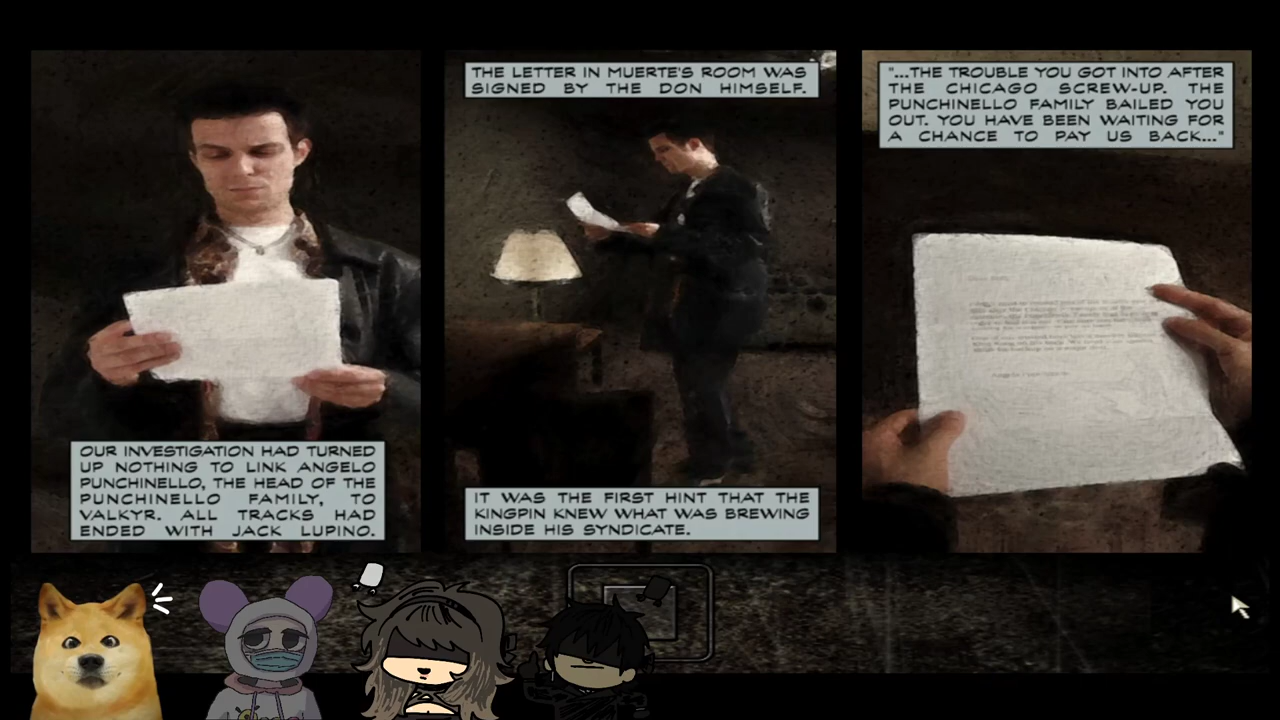 OUR INVESTIGATION HAD TURNED
UP NOTHING TO LINK ANGELO
PUNCHINELLO, THE HEAD OF THE
PUNCHINELLO FAMILY, TO
VALKYR. ALL TRACKS HAD
ENDED WITH JACK LUPINO.
THE LETTER IN MUERTE'S ROOM WAS
SIGNED BY THE DON HIMSELF.
IT WAS THE FIRST HINT THAT THE
KINGPIN KNEW WHAT WAS BREWING
INSIDE HIS SYNDICATE.
"...THE TROUBLE YOU GOT INTO AFTER
THE CHICAGO SCREW-UP. THE
PUNCHINELLO FAMILY BAILED YOU
OUT. YOU HAVE BEEN WAITING FOR
A CHANCE TO PAY US BACK..."